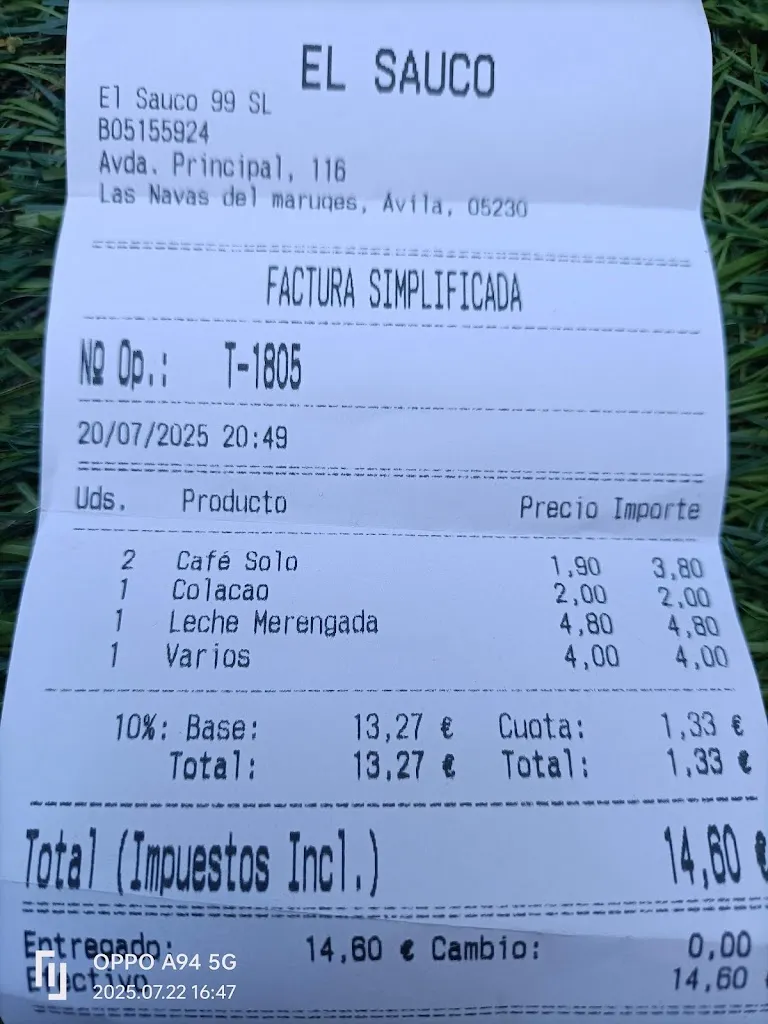 EL SAUCO
El Sauco 99 SL
B05155924
Avda. Principal, 116
Las Navas del maruqes, Avila, 05230
FACTURA SIMPLIFICADA
Nº Op.: T-1805
20/07/2025 20:49
Uds. Producto Precio Importe
2 Café Solo 1,90 3,80
1 Colacao 2,00 2,00
1 Leche Merengada 4,80 4,80
1 Varios 4,00 4,00
10%: Base: 13,27 € Cuota: 1,33 €
Total: 13,27 € Total: 1,33 €
Total (Impuestos Incl.) 14,60 €
Entregado: 14,60 € Cambio: 0,00
Efectivo 14,60
OPPO A94 5G
2025.07.22 16:47